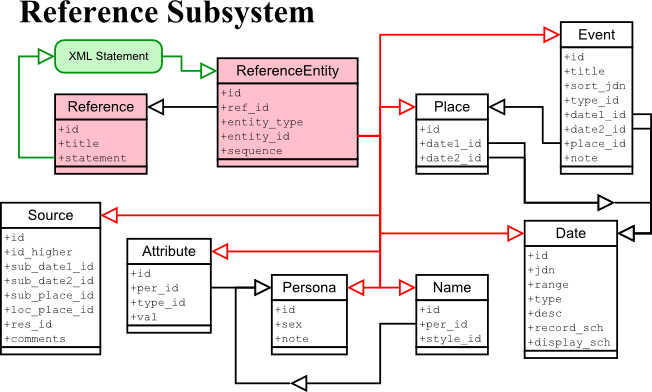 Reference Subsystem
XML Statement
ReferenceEntity
+id
+ref_id
+entity_type
+entity_id
+sequence
Reference
+id
+title
+statement
Place
+id
+date1_id
+date2_id
Event
+id
+title
+sort_jdn
+type_id
+date1_id
+date2_id
+place_id
+note
Source
+id
+id_higher
+sub_date1_id
+sub_date2_id
+sub_place_id
+loc_place_id
+res_id
+comments
Attribute
+id
+per_id
+type_id
+val
Persona
+id
+sex
+note
Name
+id
+per_id
+style_id
Date
+id
+jdn
+range
+type
+desc
+record_sch
+display_sch